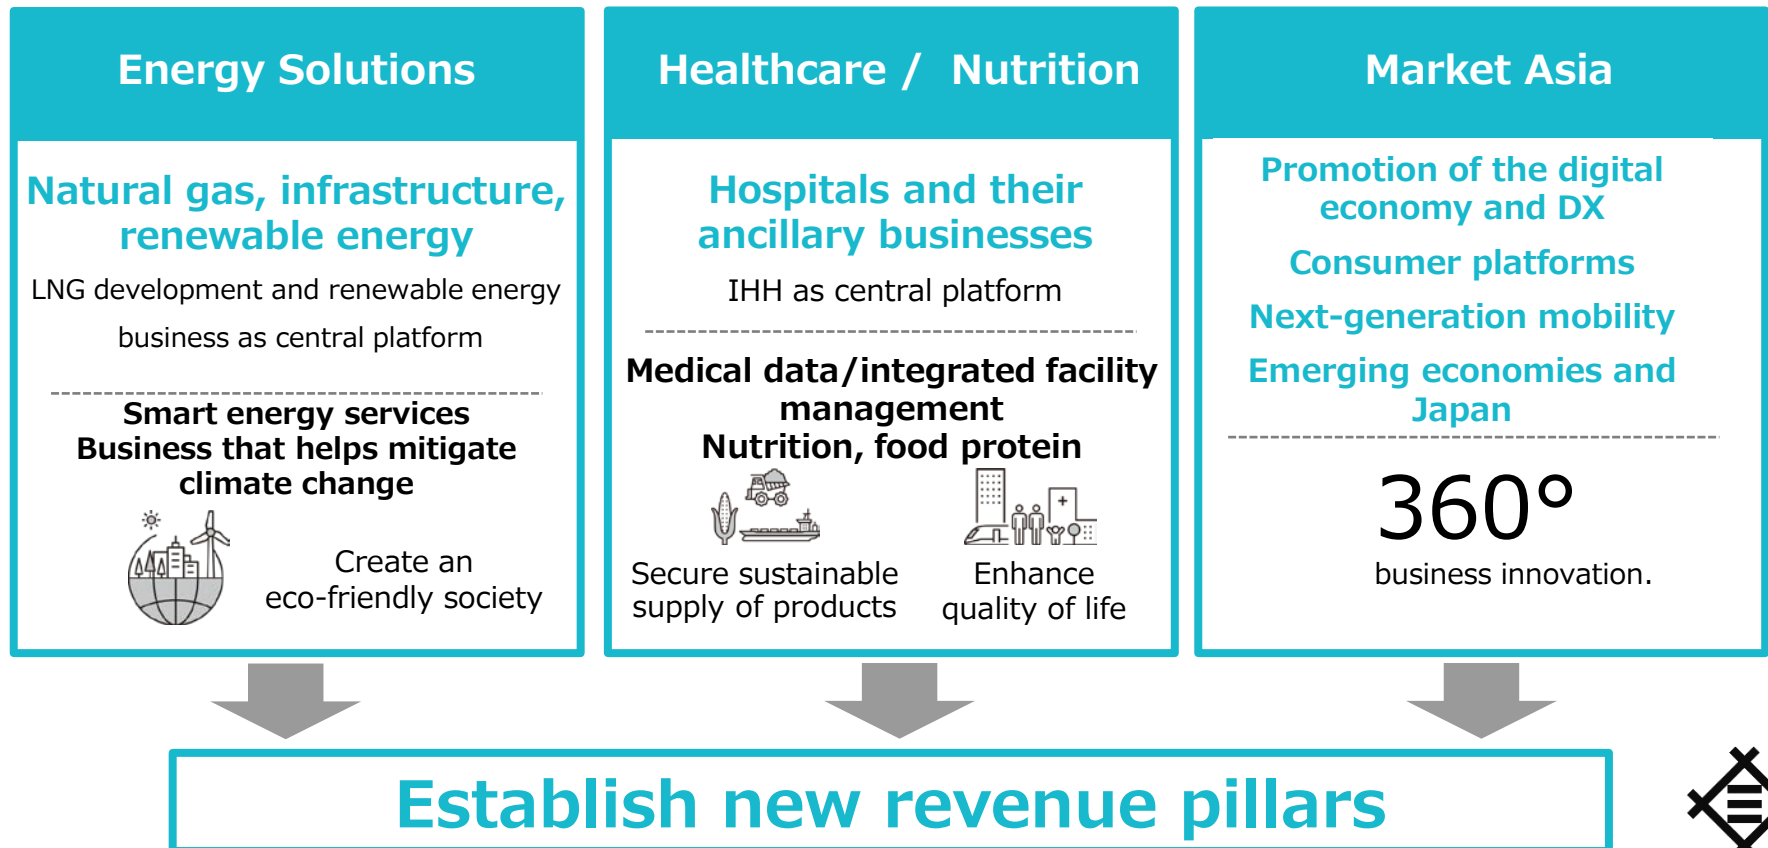 Energy Solutions
Natural gas, infrastructure,
renewable energy
LNG development and renewable energy
business as central platform
Smart energy services
Business that helps mitigate
climate change
Create an
eco-friendly society
Healthcare / Nutrition
Hospitals and their
ancillary businesses
IHH as central platform
Medical data/integrated facility
management
Nutrition, food protein
Secure sustainable
supply of products
Enhance
quality of life
Market Asia
Promotion of the digital
economy and DX
Consumer platforms
Next-generation mobility
Emerging economies and
Japan
360°
business innovation.
Establish new revenue pillars